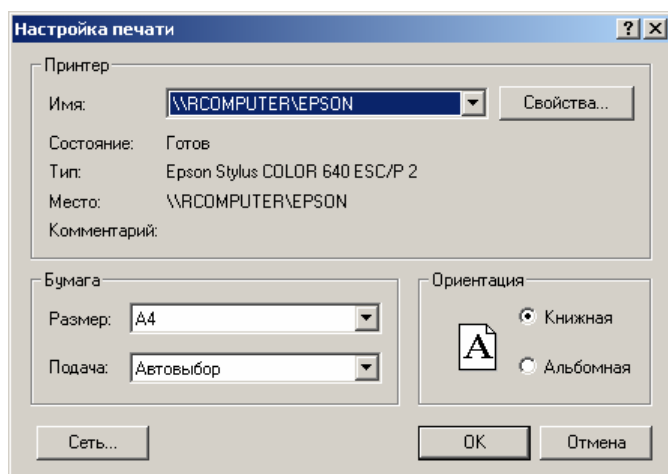 Настройка печати
Принтер
Имя: \\RCOMPUTER\EPSON Свойства...
Состояние: Готов
Тип: Epson Stylus COLOR 640 ESC/P 2
Место: \\RCOMPUTER\EPSON
Комментарий:
Бумага
Размер: A4
Подача: Автовыбор
Ориентация
A
Книжная
Альбомная
Сеть... OK Отмена